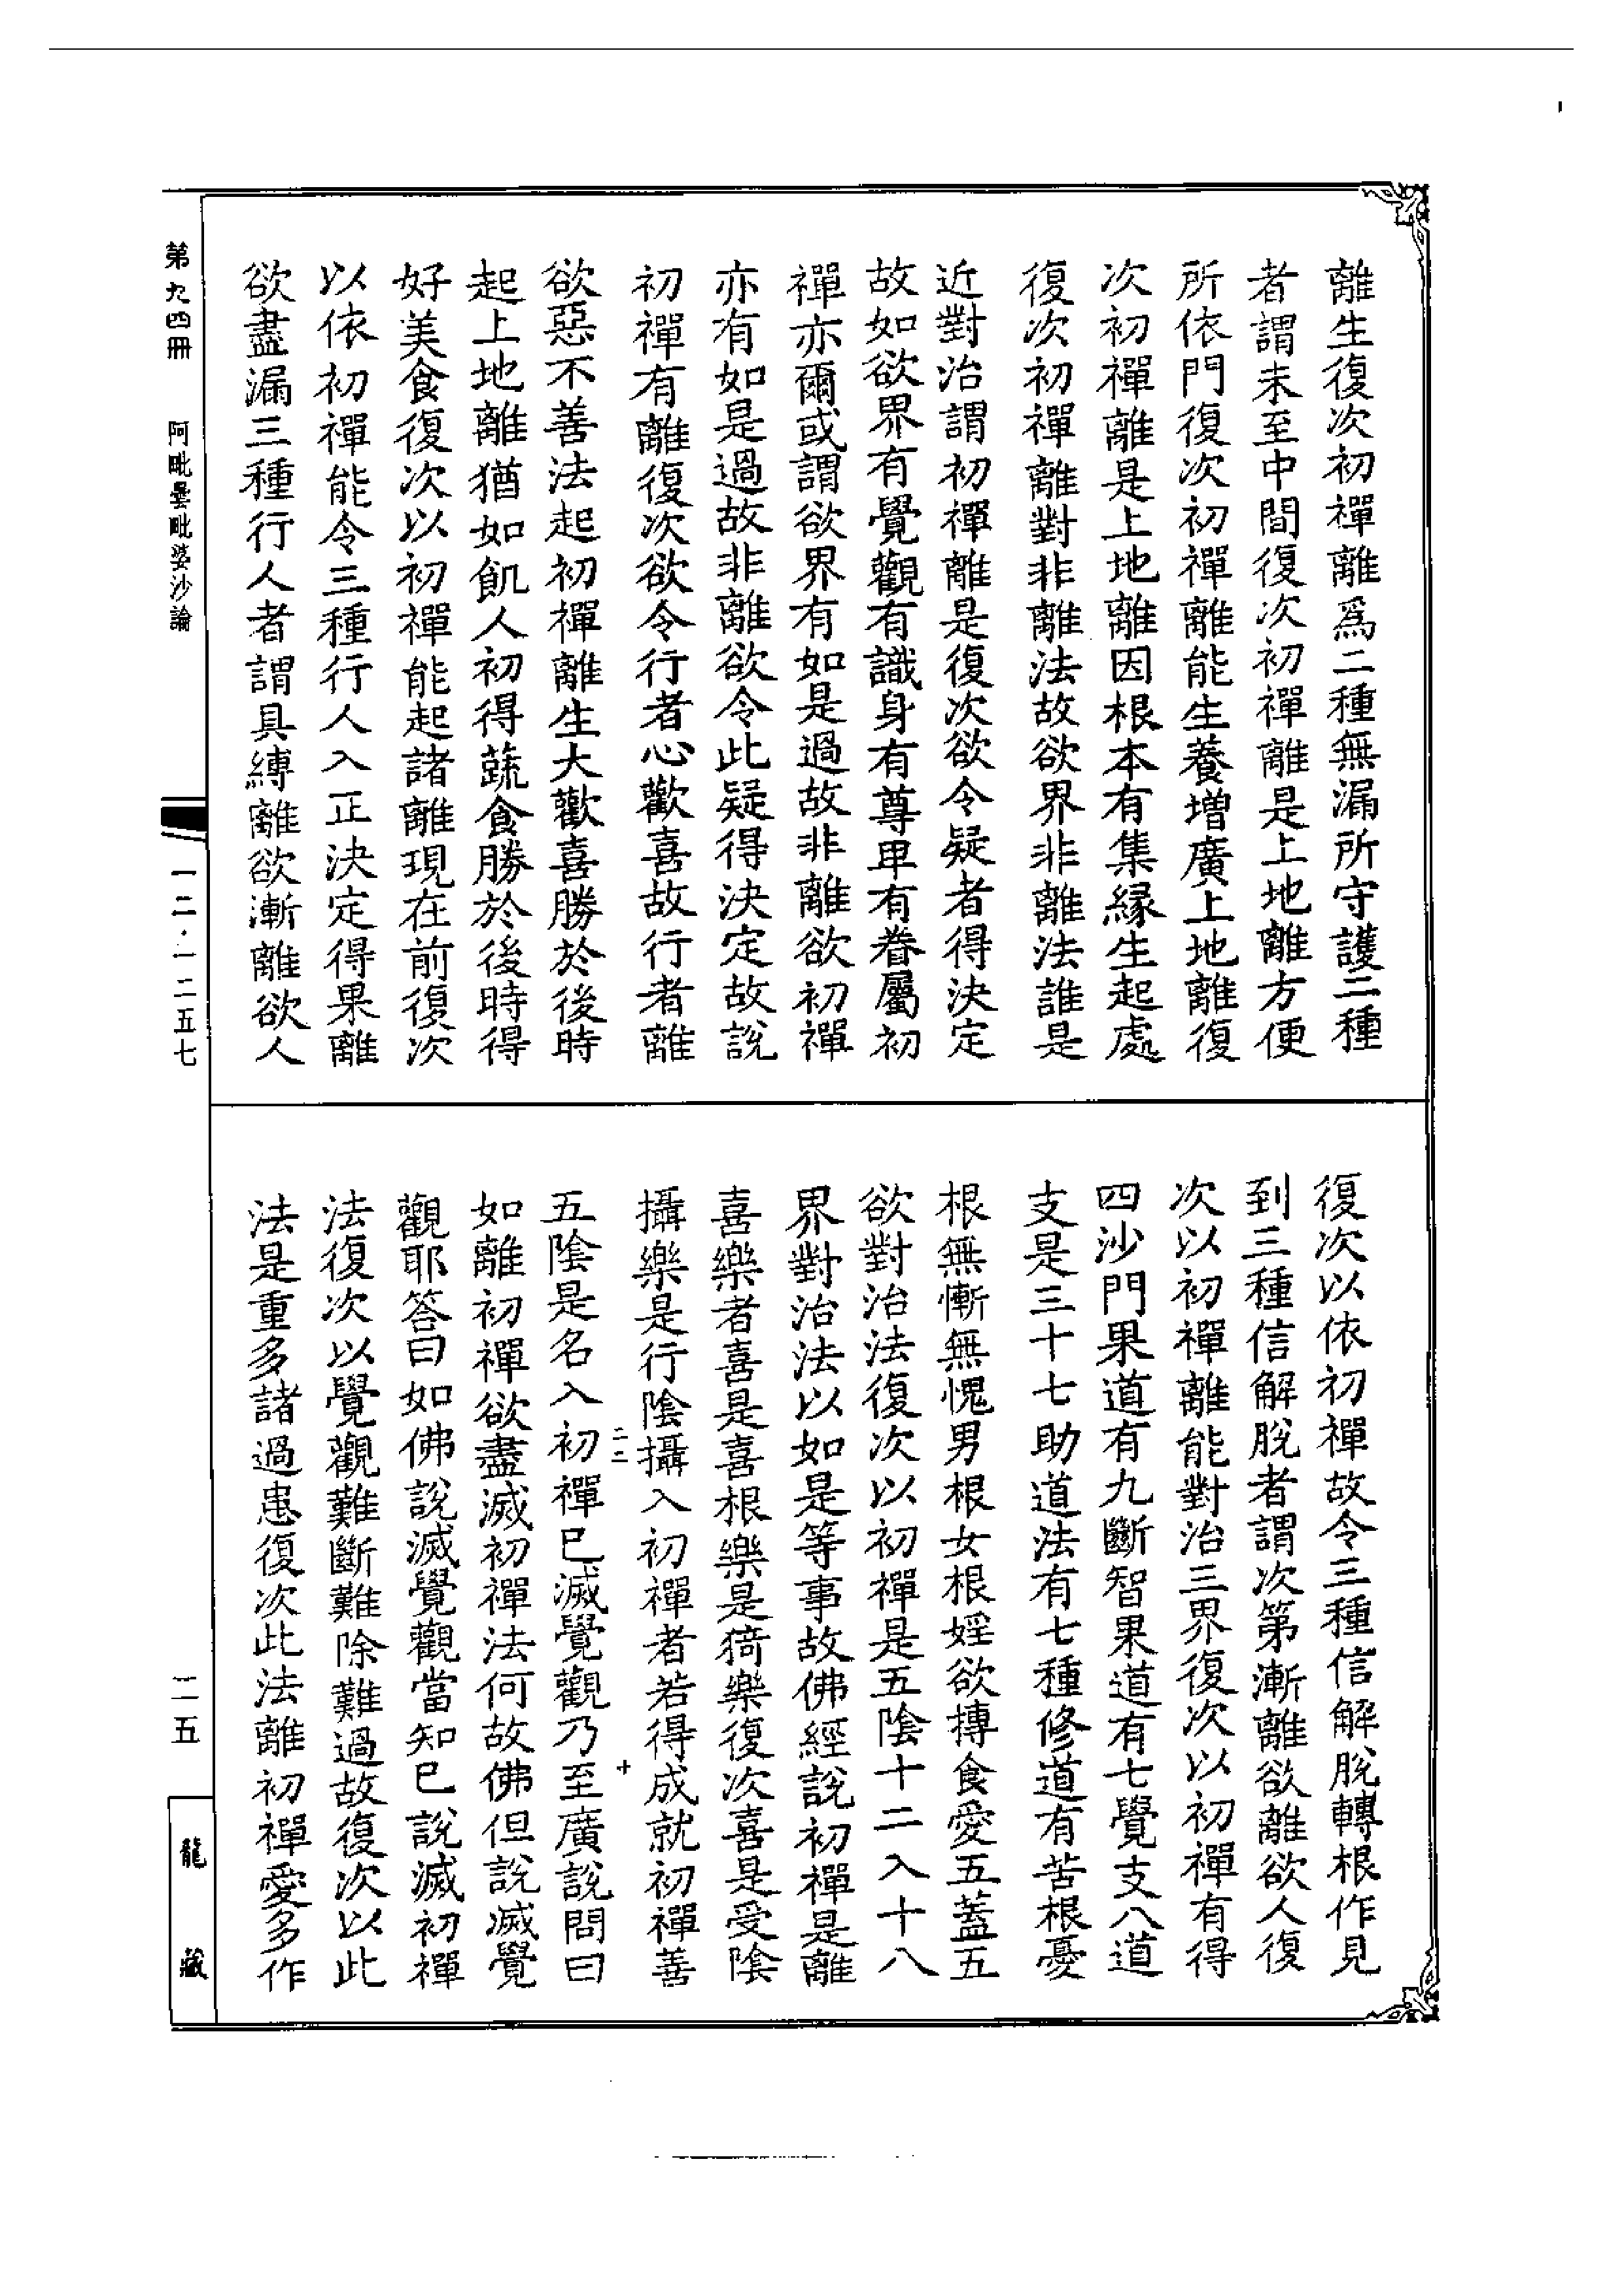 離生復次初禪離爲二種無漏所守護二種
者謂未至中間復次初禪離是上地離方便
所依門復次初禪離能生養增廣上地離復
次初禪離是上地離因根本有集緣生起處
復次初禪離對非離法故欲界非離法誰是
近對治謂初禪離是復次欲令疑者得決定
故如欲界有覺觀有識身有尊卑有眷屬初
禪亦爾或謂欲界有如是過故非離欲初禪
亦有如是過故非離欲令此疑得決定故說
初禪有離復次欲令行者心歡喜故行者離
欲惡不善法起初禪離生大歡喜勝於後時
起上地離猶如飢人初得蔬食勝於後時得
好美食復次以初禪能起諸離現在前復次
以依初禪能令三種行人入正決定得果離
欲盡漏三種行人者謂具縛離欲漸離欲人
復次以依初禪故令三種信解脫轉根作見
到三種信解脫者謂次第漸離欲離欲人復
次以初禪離能對治三界復次以初禪有得
四沙門果道有九斷智果道有七覺支八道
支是三十七助道法有七種修道有苦根憂
根無慚無愧男根女根婬欲摶食愛五蓋五
欲對治法復次以初禪是五陰十二入十八
界對治法以如是等事故佛經說初禪是離
喜樂者喜是喜根樂是猗樂復次喜是受陰
攝樂是行陰攝入初禪者若得成就初禪善
五陰是名入初禪已滅覺觀乃至廣說問曰
如離初禪欲盡滅初禪法何故佛但說滅覺
觀耶答曰如佛說滅覺觀當知已說滅初禪
法復次以覺觀難斷難除難過故復次以此
法是重多諸過患復次此法離初禪愛多作
二二
十
第九四冊　阿毗曇毗婆沙論
一二·一二五七
二五
龍藏